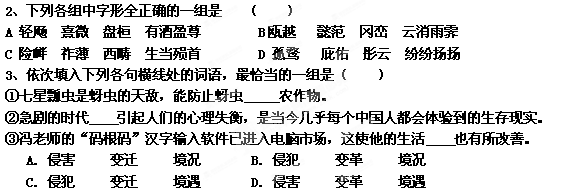 2、下列各组中字形全正确的一组是 ( )
A 轻飏 熹微 盘桓 有酒盈尊 B 瓯越 懿范 冈峦 云消雨霁
C 险衅 祚薄 西畴 生当殒首 D 孤骛 庇佑 彤云 纷纷扬扬
3、依次填入下列各句横线处的词语，最恰当的一组是（ ）
①七星瓢虫是蚜虫的天敌，能防止蚜虫_____农作物。
②急剧的时代____引起人们的心理失衡，是当今几乎每个中国人都会体验到的生存现实。
③冯老师的“码根码”汉字输入软件已进入电脑市场，这使他的生活____也有所改善。
A. 侵害 变迁 境况 B. 侵犯 变革 境况
C. 侵犯 变迁 境遇 D. 侵害 变革 境遇